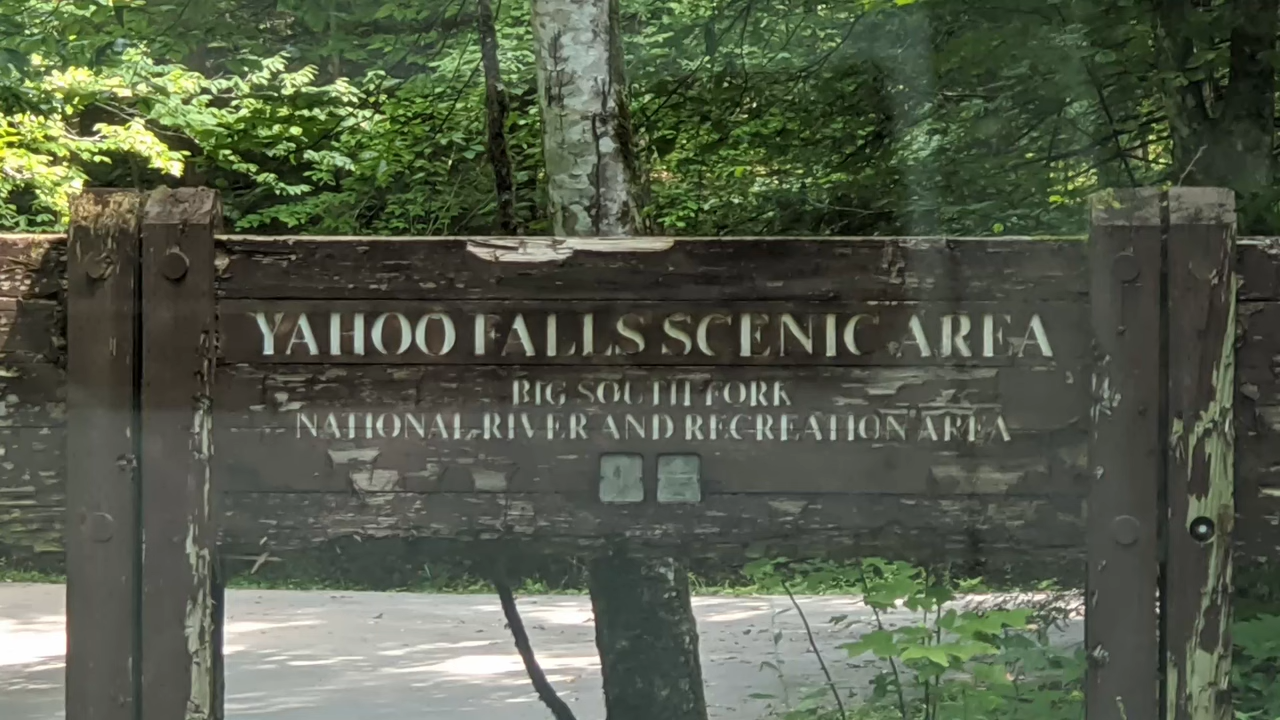 YAHOO FALLS SCENIC AREA
BIG SOUTH FORK
NATIONAL RIVER AND RECREATION AREA